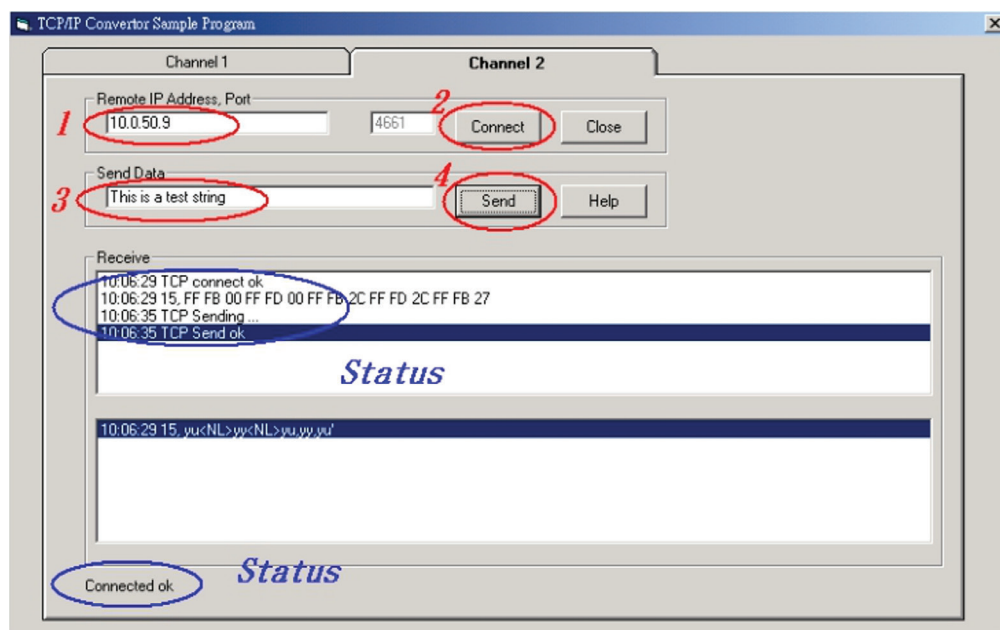 TCP/IP Convertor Sample Program
Channel 1
Channel 2
Remote IP Address, Port
1
10.0.50.9
4661
2
Connect
Close
Send Data
3
This is a test string
4
Send
Help
Receive
10:06:29 TCP connect ok
10:06:29 15, FF FB 00 FF FD 00 FF FB 2C FF FD 2C FF FB 27
10:06:35 TCP Sending ...
10:06:35 TCP Send ok
Status
10:06:29 15, yu<NL>yy<NL>yu,yy,yu'
Status
Connected ok